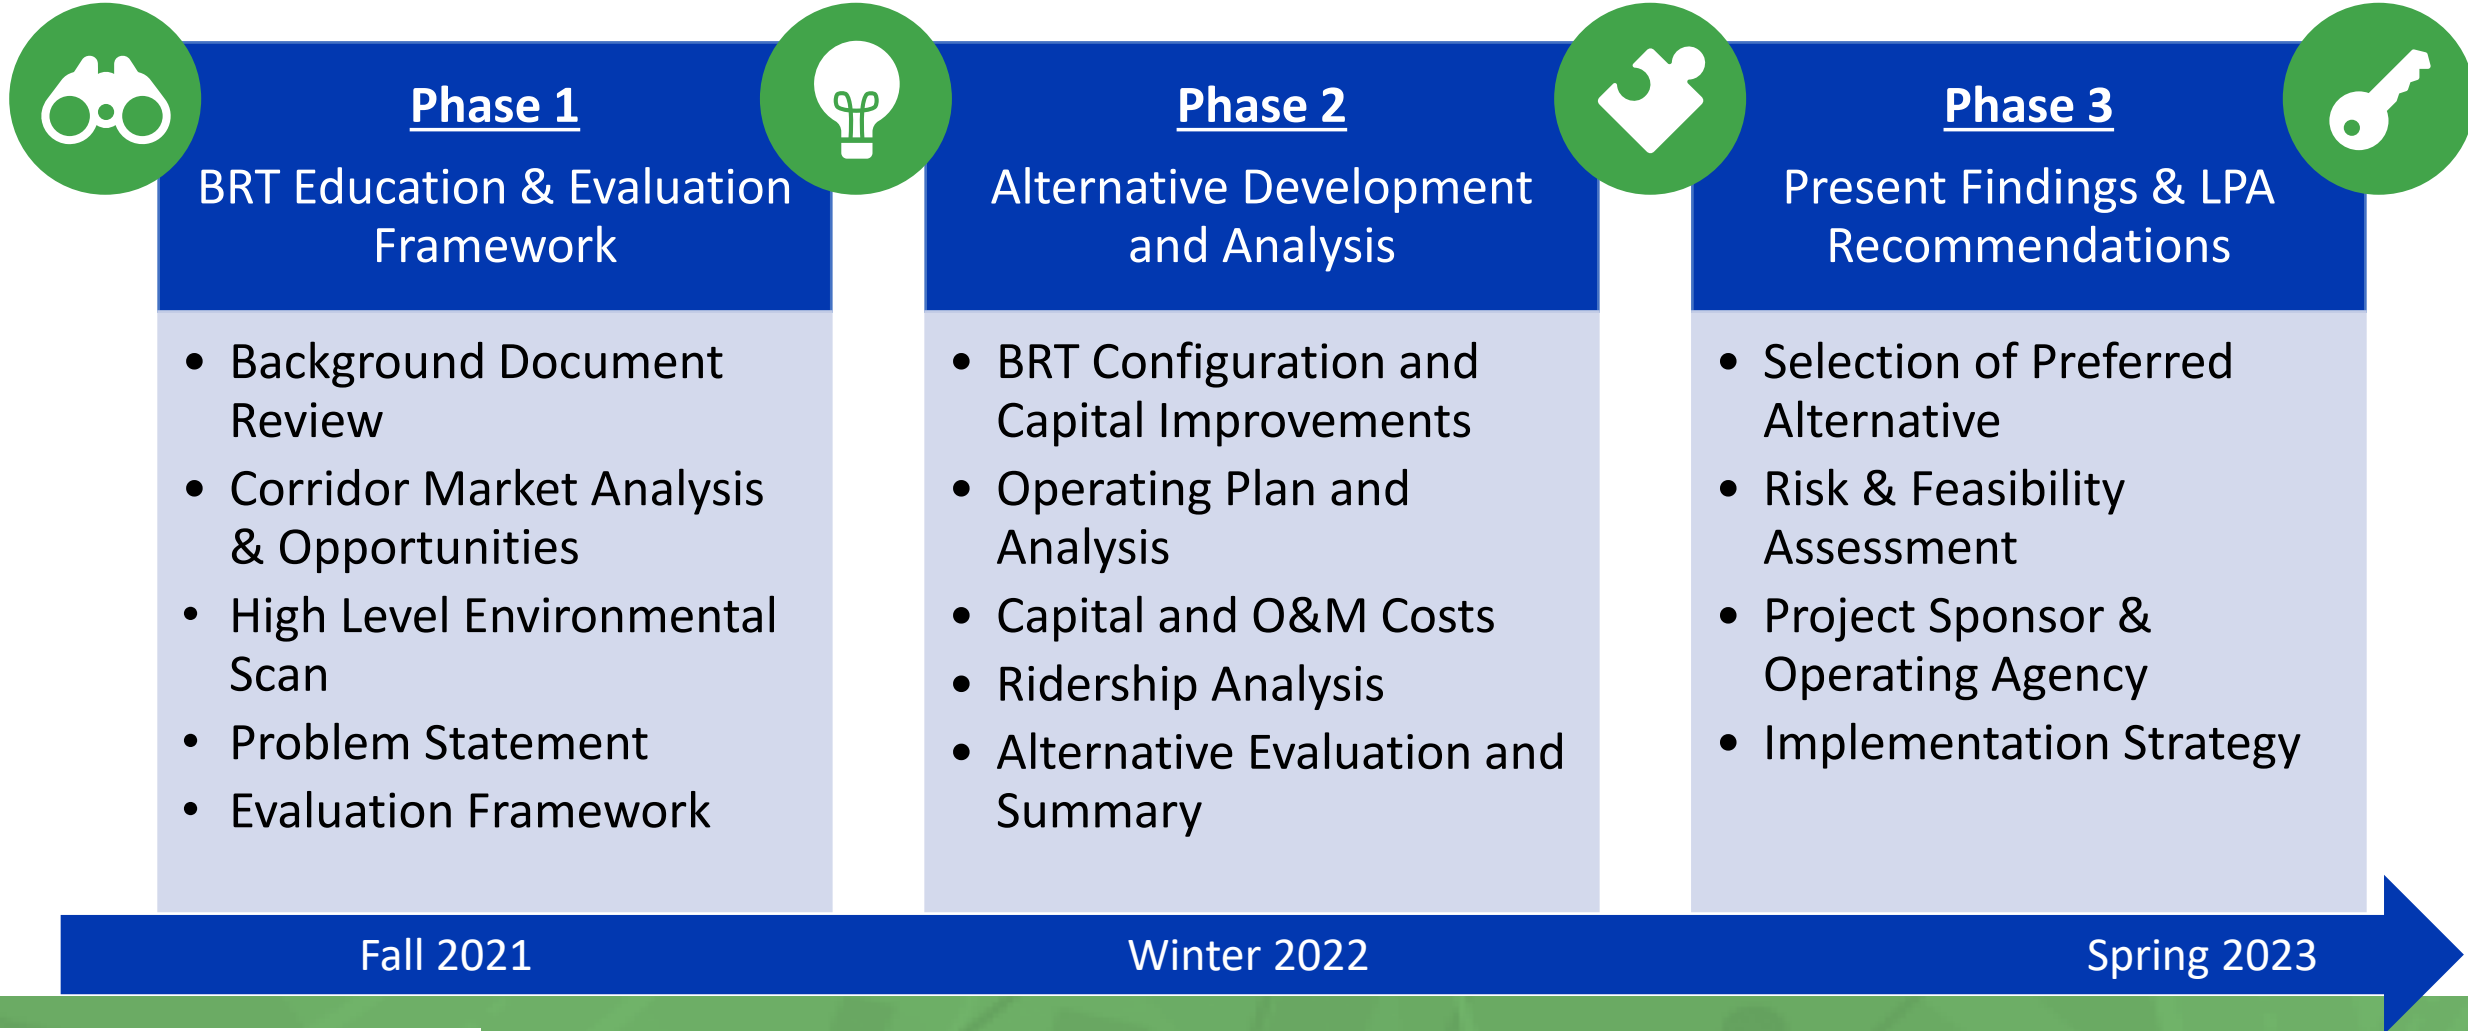 Phase 1
BRT Education & Evaluation
Framework
• Background Document
Review
• Corridor Market Analysis
& Opportunities
• High Level Environmental
Scan
• Problem Statement
• Evaluation Framework
Phase 2
Alternative Development
and Analysis
• BRT Configuration and
Capital Improvements
• Operating Plan and
Analysis
• Capital and O&M Costs
• Ridership Analysis
• Alternative Evaluation and
Summary
Phase 3
Present Findings & LPA
Recommendations
• Selection of Preferred
Alternative
• Risk & Feasibility
Assessment
• Project Sponsor &
Operating Agency
• Implementation Strategy
Fall 2021
Winter 2022
Spring 2023